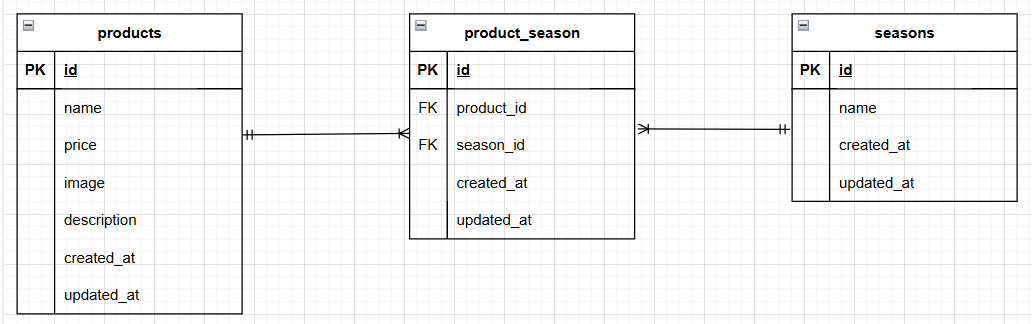 products
PK id
name
price
image
description
created_at
updated_at
product_season
PK id
FK product_id
FK season_id
created_at
updated_at
seasons
PK id
name
created_at
updated_at